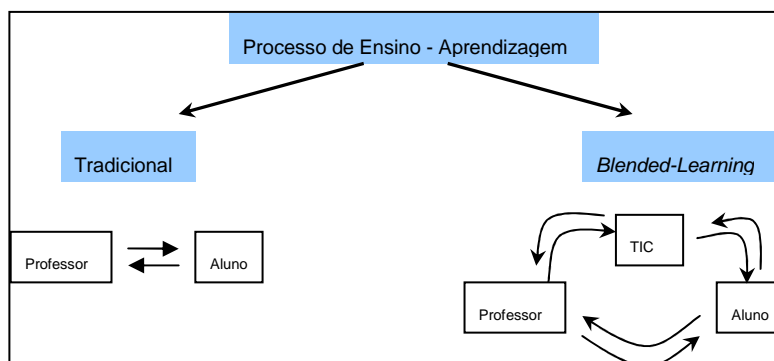 Processo de Ensino - Aprendizagem
Tradicional
Blended-Learning
TIC
Professor
Aluno
Professor
Aluno